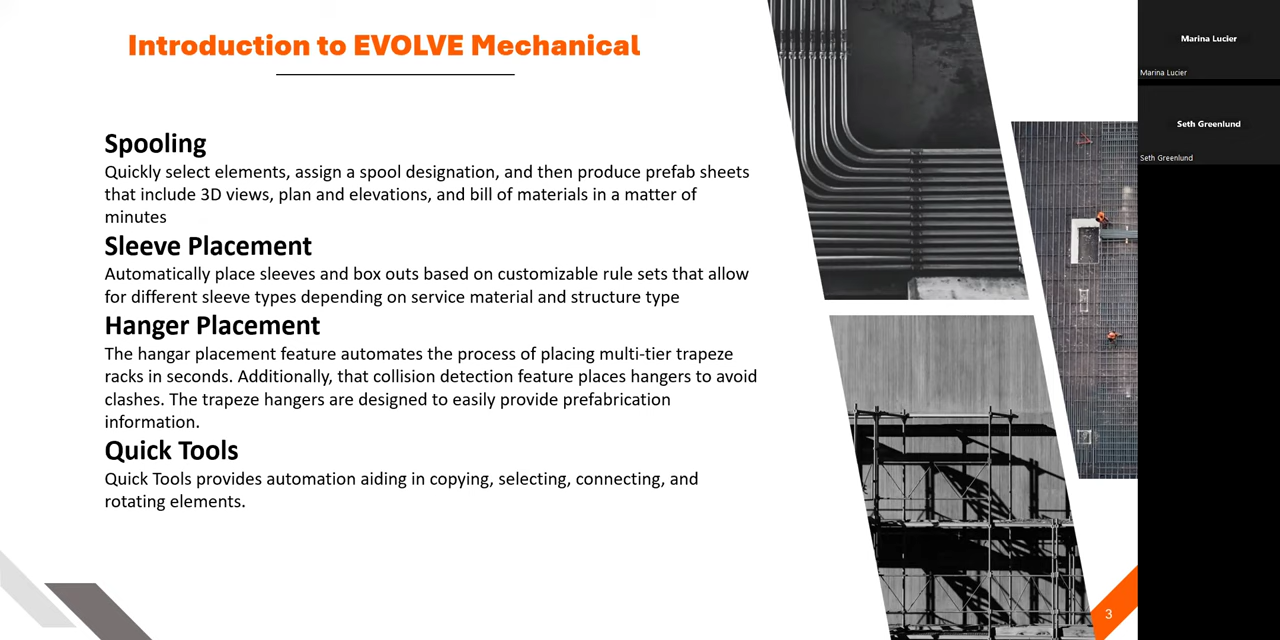 Introduction to EVOLVE Mechanical
Spooling
Quickly select elements, assign a spool designation, and then produce prefab sheets
that include 3D views, plan and elevations, and bill of materials in a matter of
minutes
Sleeve Placement
Automatically place sleeves and box outs based on customizable rule sets that allow
for different sleeve types depending on service material and structure type
Hanger Placement
The hangar placement feature automates the process of placing multi-tier trapeze
racks in seconds. Additionally, that collision detection feature places hangers to avoid
clashes. The trapeze hangers are designed to easily provide prefabrication
information.
Quick Tools
Quick Tools provides automation aiding in copying, selecting, connecting, and
rotating elements.
3
Marina Lucier
Marina Lucier
Seth Greenlund
Seth Greenlund